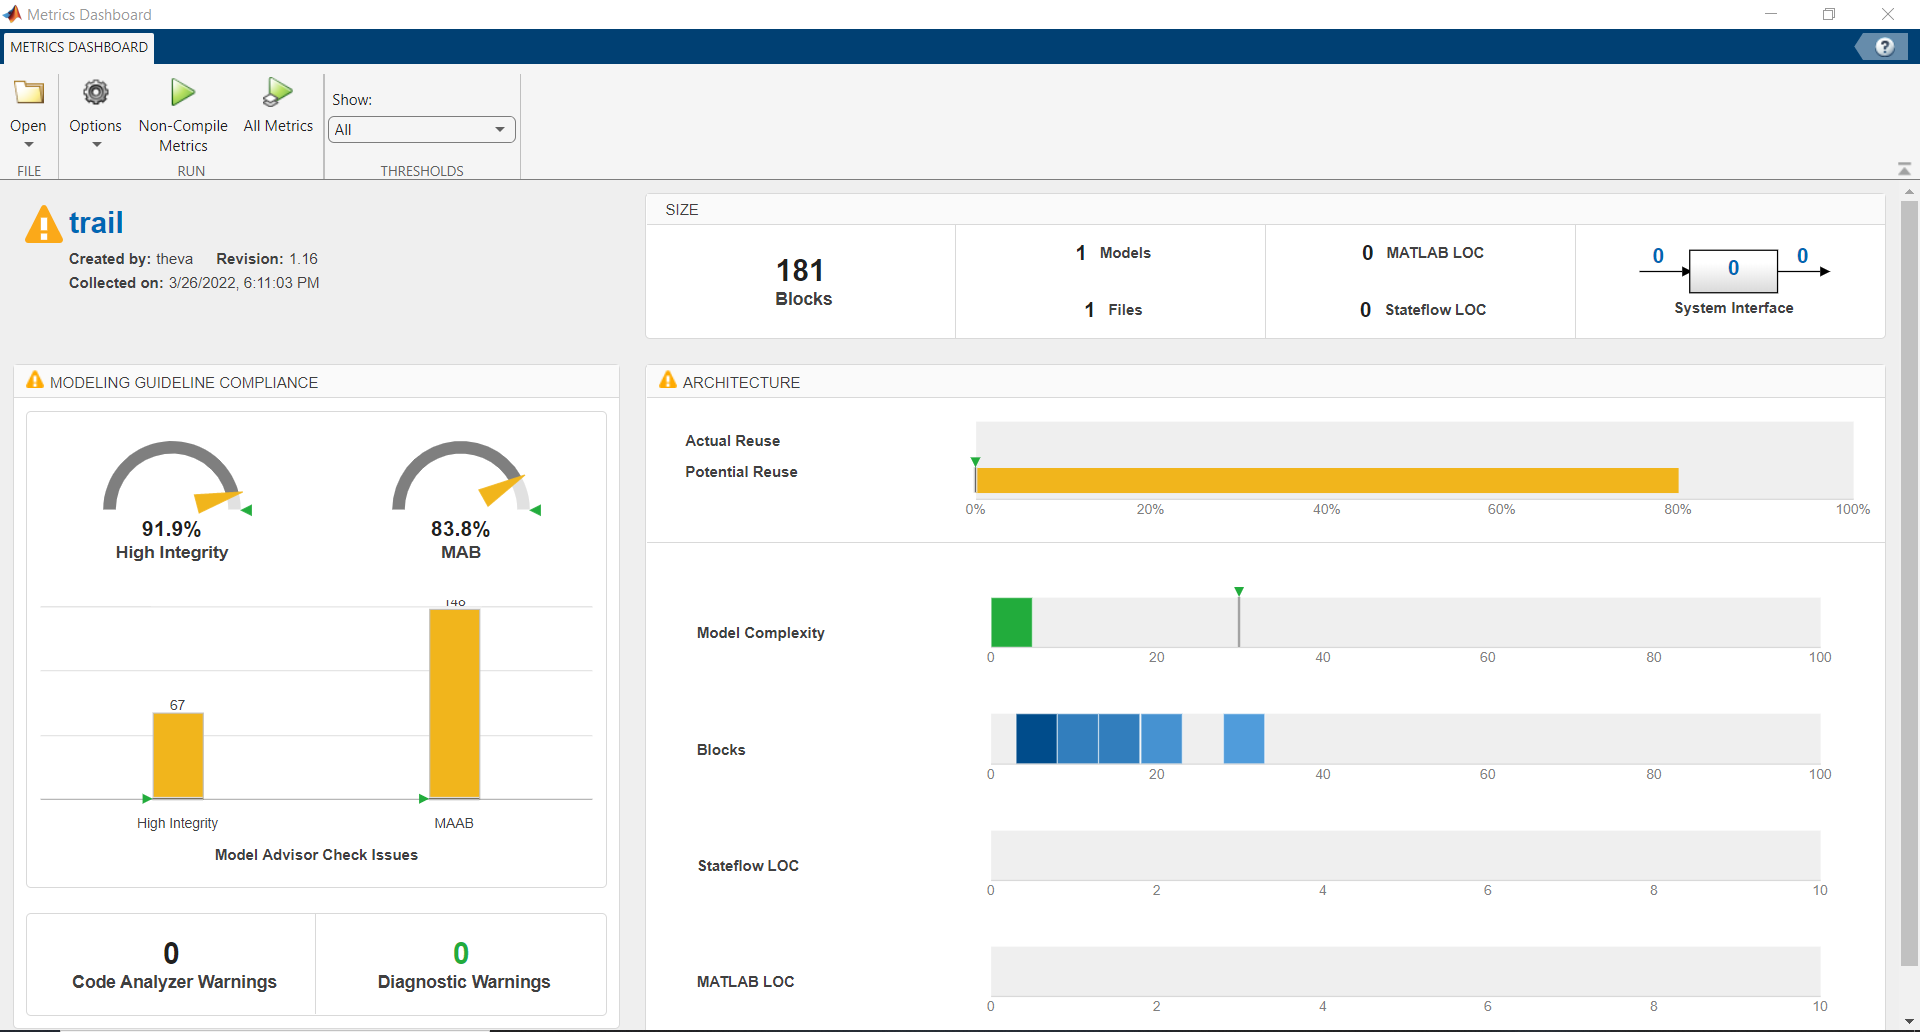 Metrics Dashboard
METRICS DASHBOARD
?
Open
Options
Non-Compile
Metrics
All Metrics
Show:
All
FILE
RUN
THRESHOLDS
trail
Created by: theva Revision: 1.16
Collected on: 3/26/2022, 6:11:03 PM
SIZE
181
Blocks
1 Models
1 Files
0 MATLAB LOC
0 Stateflow LOC
0 0 0
System Interface
MODELING GUIDELINE COMPLIANCE
91.9%
High Integrity
83.8%
MAB
67
High Integrity
MAAB
Model Advisor Check Issues
0
Code Analyzer Warnings
0
Diagnostic Warnings
ARCHITECTURE
Actual Reuse
Potential Reuse
0% 20% 40% 60% 80% 100%
Model Complexity
0 20 40 60 80 100
Blocks
0 20 40 60 80 100
Stateflow LOC
0 2 4 6 8 10
MATLAB LOC
0 2 4 6 8 10